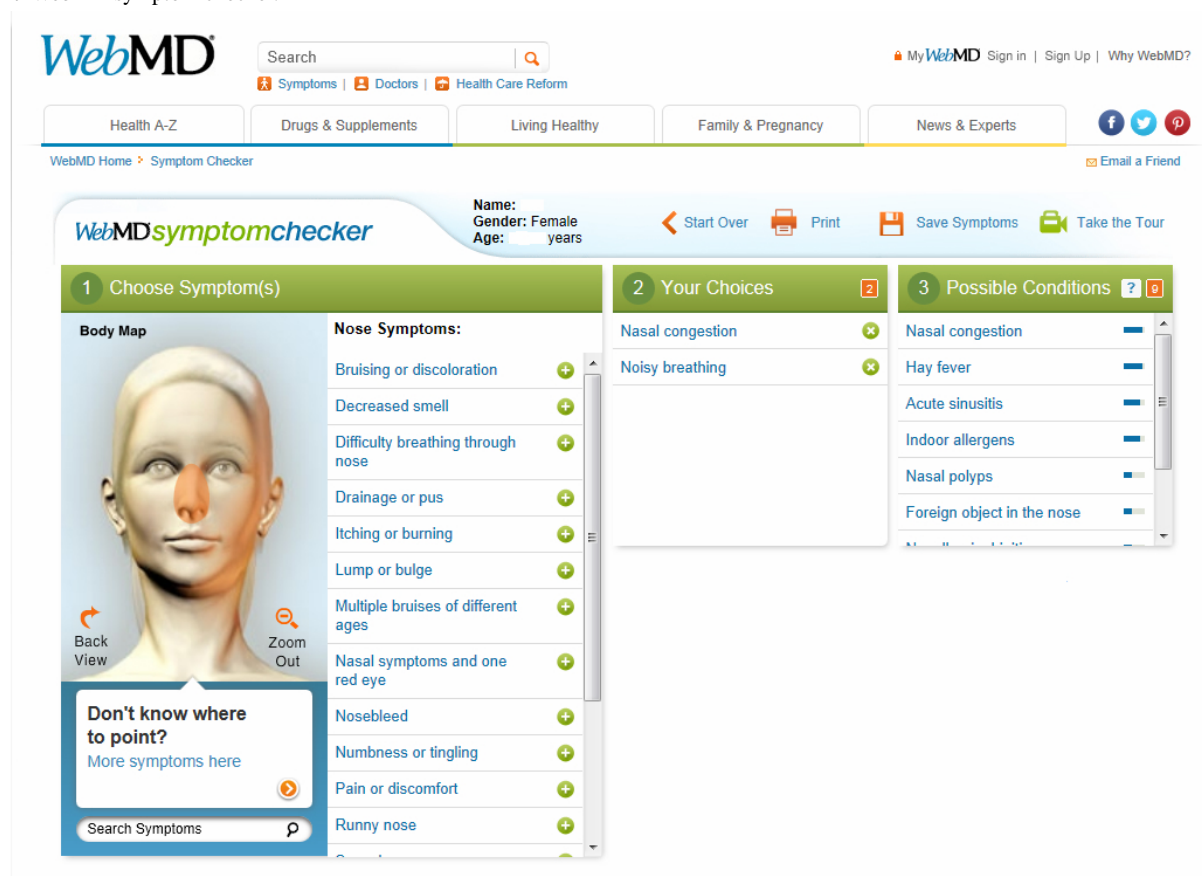 WebMD
Search
Symptoms | Doctors | Health Care Reform
My WebMD Sign in | Sign Up | Why WebMD?
Health A-Z
Drugs & Supplements
Living Healthy
Family & Pregnancy
News & Experts
WebMD Home Symptom Checker
Email a Friend
WebMD symptomchecker
Name:
Gender: Female
Age: years
Start Over
Print
Save Symptoms
Take the Tour
1 Choose Symptom(s)
Body Map
Back
View
Zoom
Out
Don't know where
to point?
More symptoms here
Search Symptoms
Nose Symptoms:
Bruising or discoloration
Decreased smell
Difficulty breathing through
nose
Drainage or pus
Itching or burning
Lump or bulge
Multiple bruises of different
ages
Nasal symptoms and one
red eye
Nosebleed
Numbness or tingling
Pain or discomfort
Runny nose
2 Your Choices 2
Nasal congestion
Noisy breathing
3 Possible Conditions ? 9
Nasal congestion
Hay fever
Acute sinusitis
Indoor allergens
Nasal polyps
Foreign object in the nose